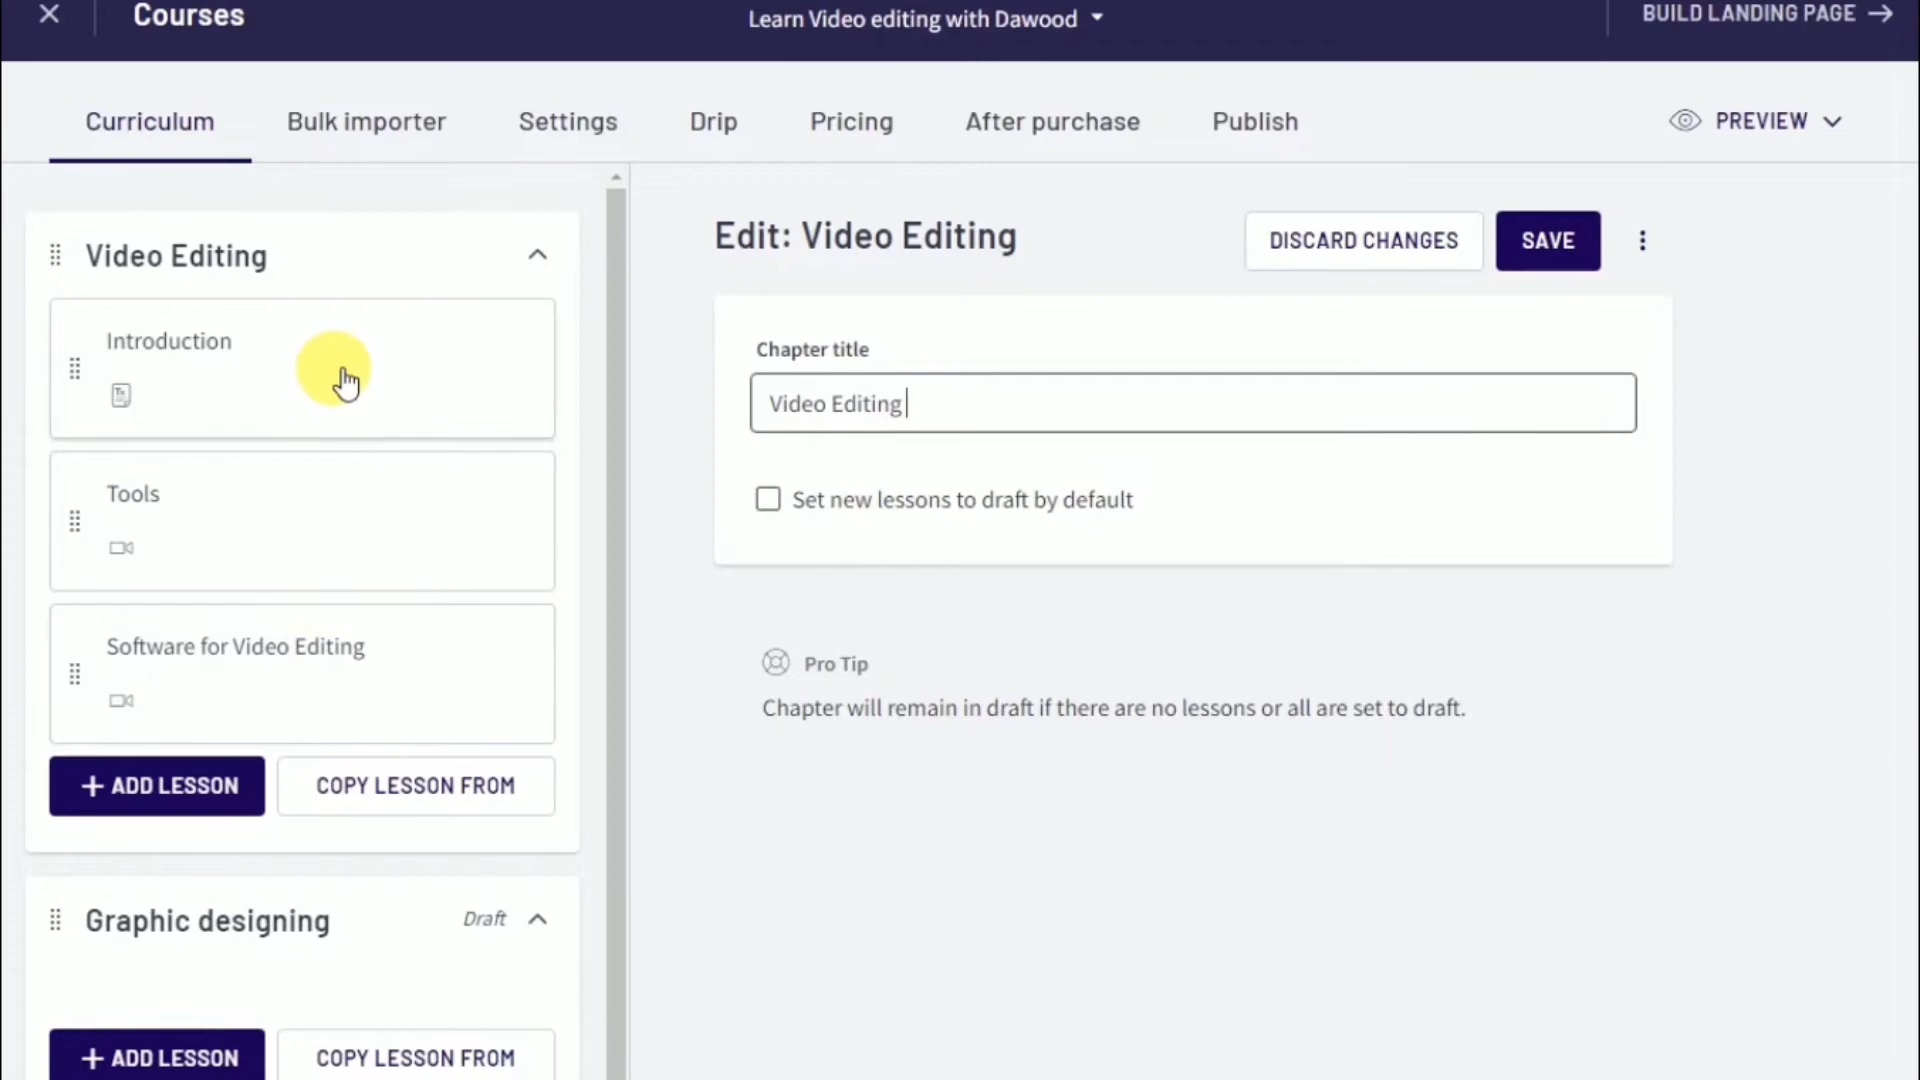 Courses
Learn Video editing with Dawood
BUILD LANDING PAGE
Curriculum
Bulk importer
Settings
Drip
Pricing
After purchase
Publish
PREVIEW
Video Editing
Introduction
Tools
Software for Video Editing
ADD LESSON
COPY LESSON FROM
Graphic designing
Draft
ADD LESSON
COPY LESSON FROM
Edit: Video Editing
DISCARD CHANGES
SAVE
Chapter title
Video Editing
Set new lessons to draft by default
Pro Tip
Chapter will remain in draft if there are no lessons or all are set to draft.